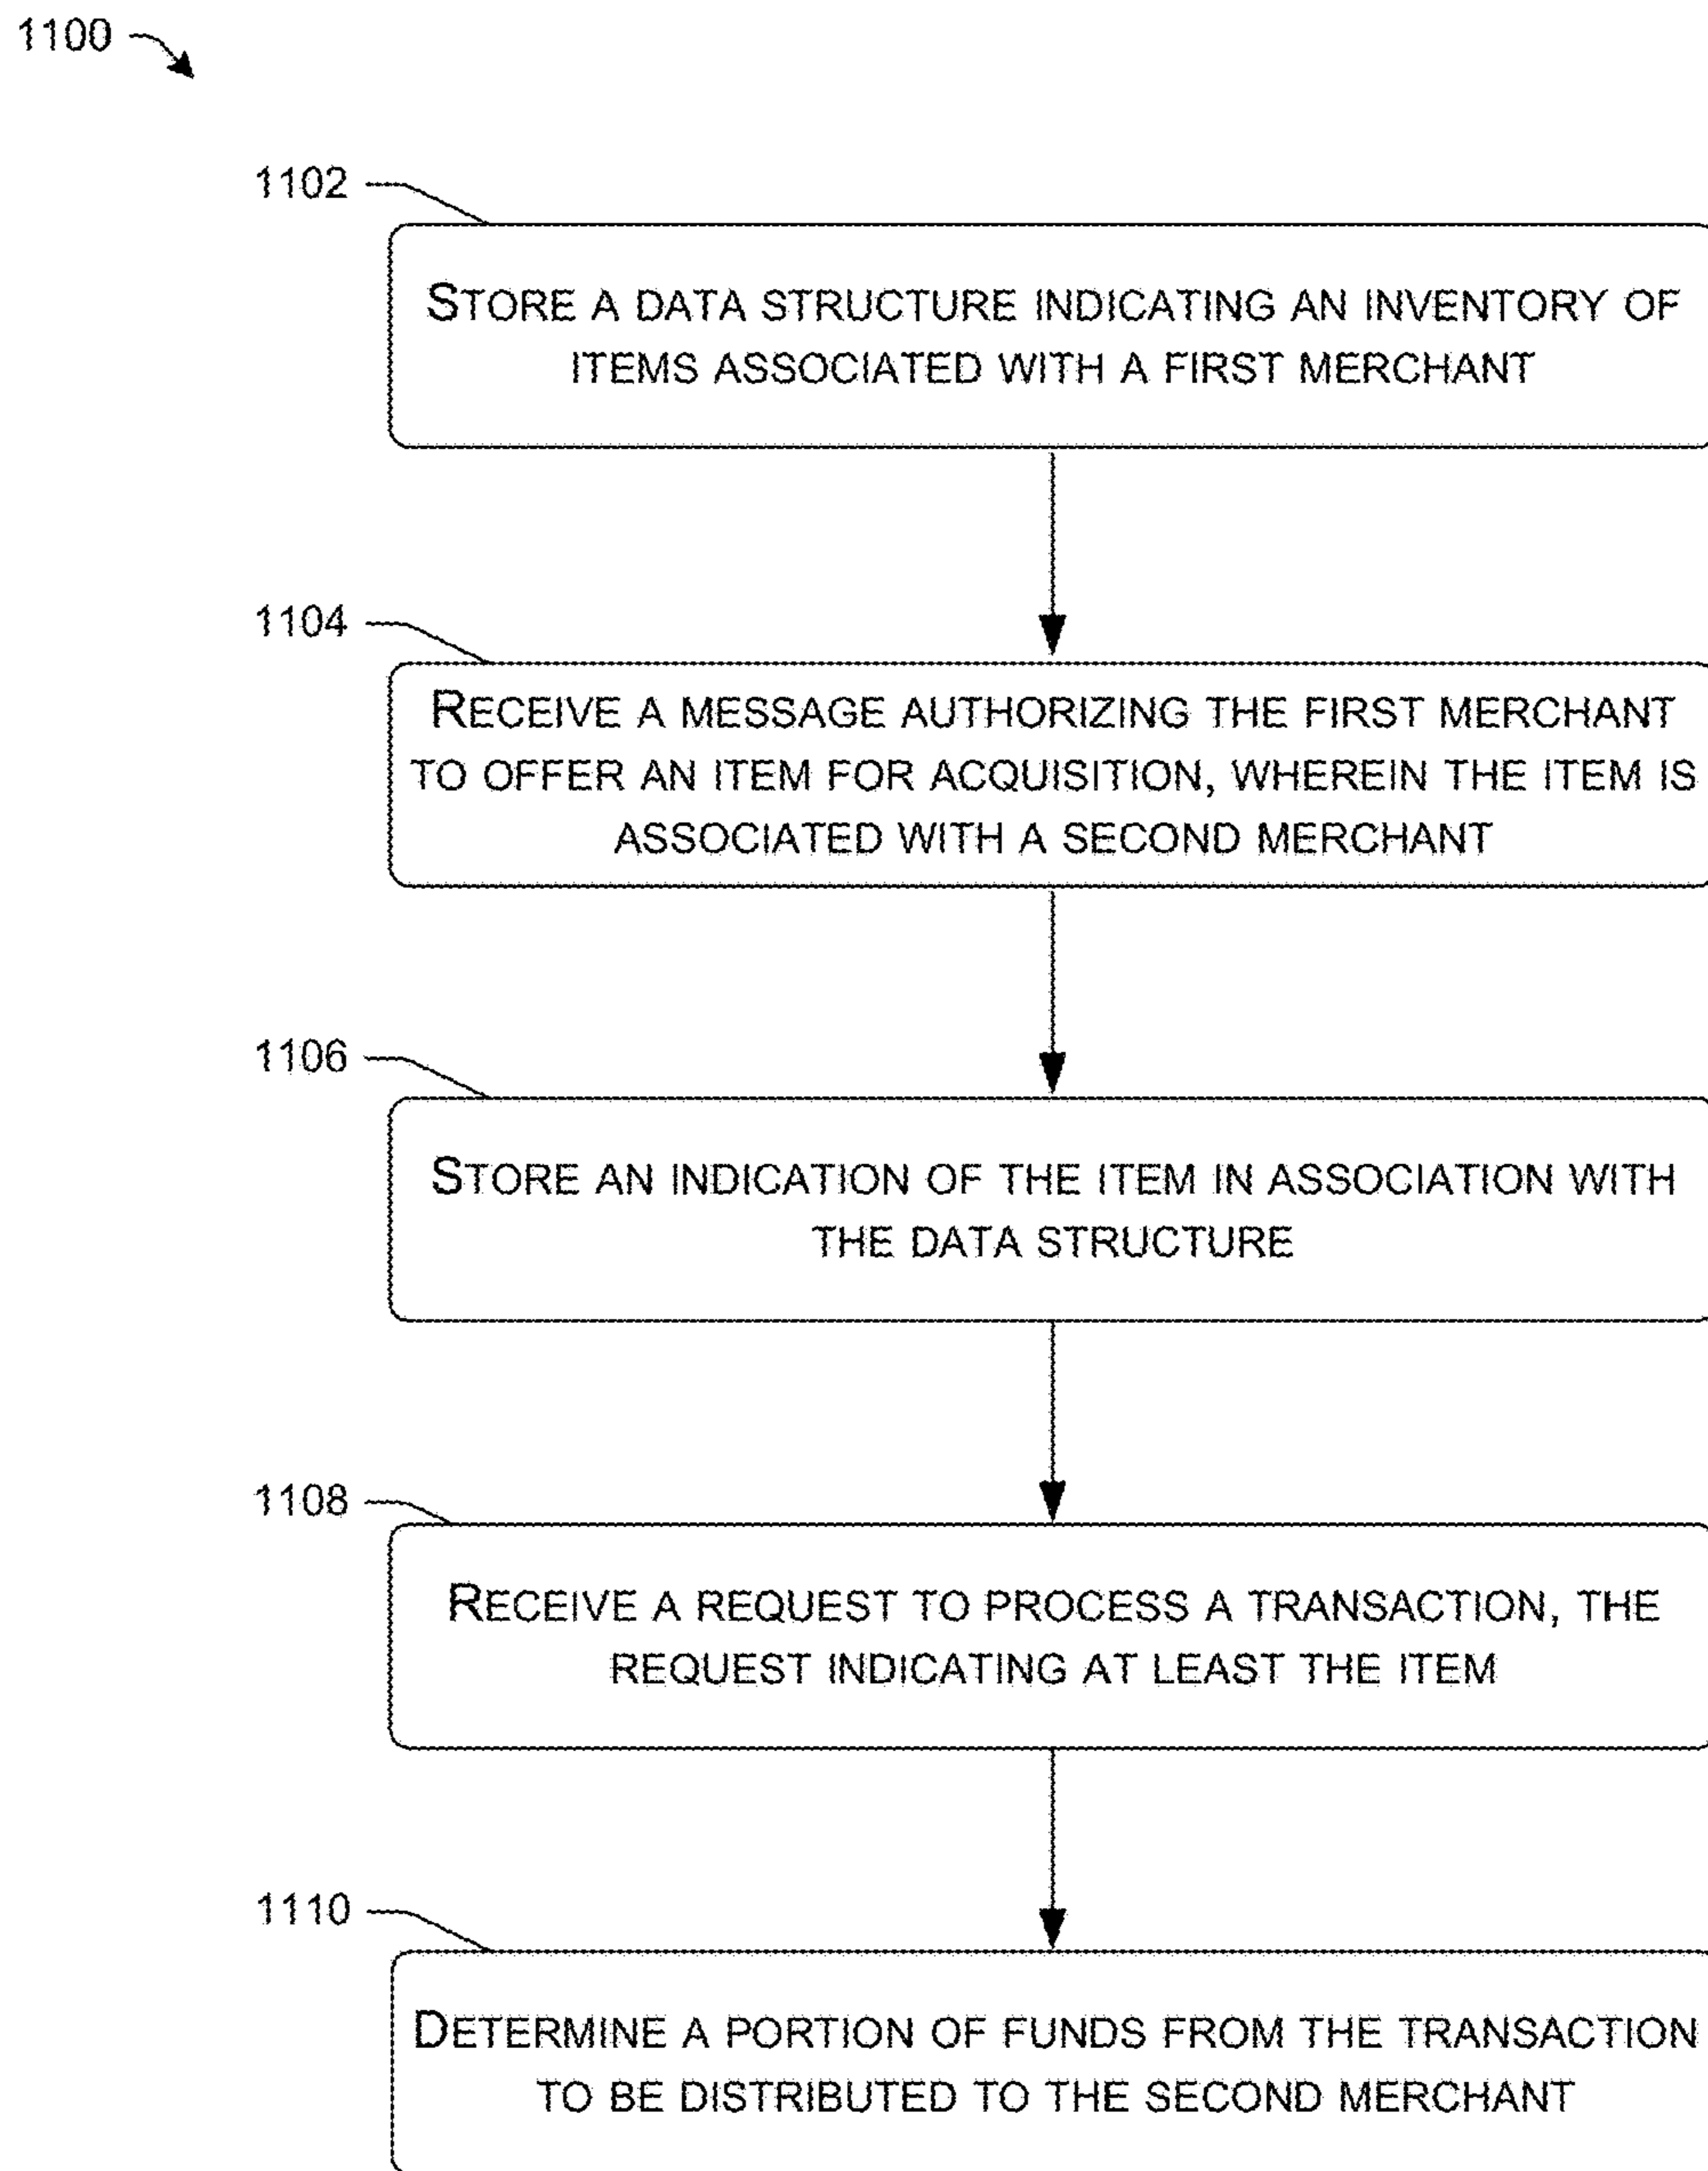 1100
1102
STORE A DATA STRUCTURE INDICATING AN INVENTORY OF
ITEMS ASSOCIATED WITH A FIRST MERCHANT
1104
RECEIVE A MESSAGE AUTHORIZING THE FIRST MERCHANT
TO OFFER AN ITEM FOR ACQUISITION, WHEREIN THE ITEM IS
ASSOCIATED WITH A SECOND MERCHANT
1106
STORE AN INDICATION OF THE ITEM IN ASSOCIATION WITH
THE DATA STRUCTURE
1108
RECEIVE A REQUEST TO PROCESS A TRANSACTION, THE
REQUEST INDICATING AT LEAST THE ITEM
1110
DETERMINE A PORTION OF FUNDS FROM THE TRANSACTION
TO BE DISTRIBUTED TO THE SECOND MERCHANT